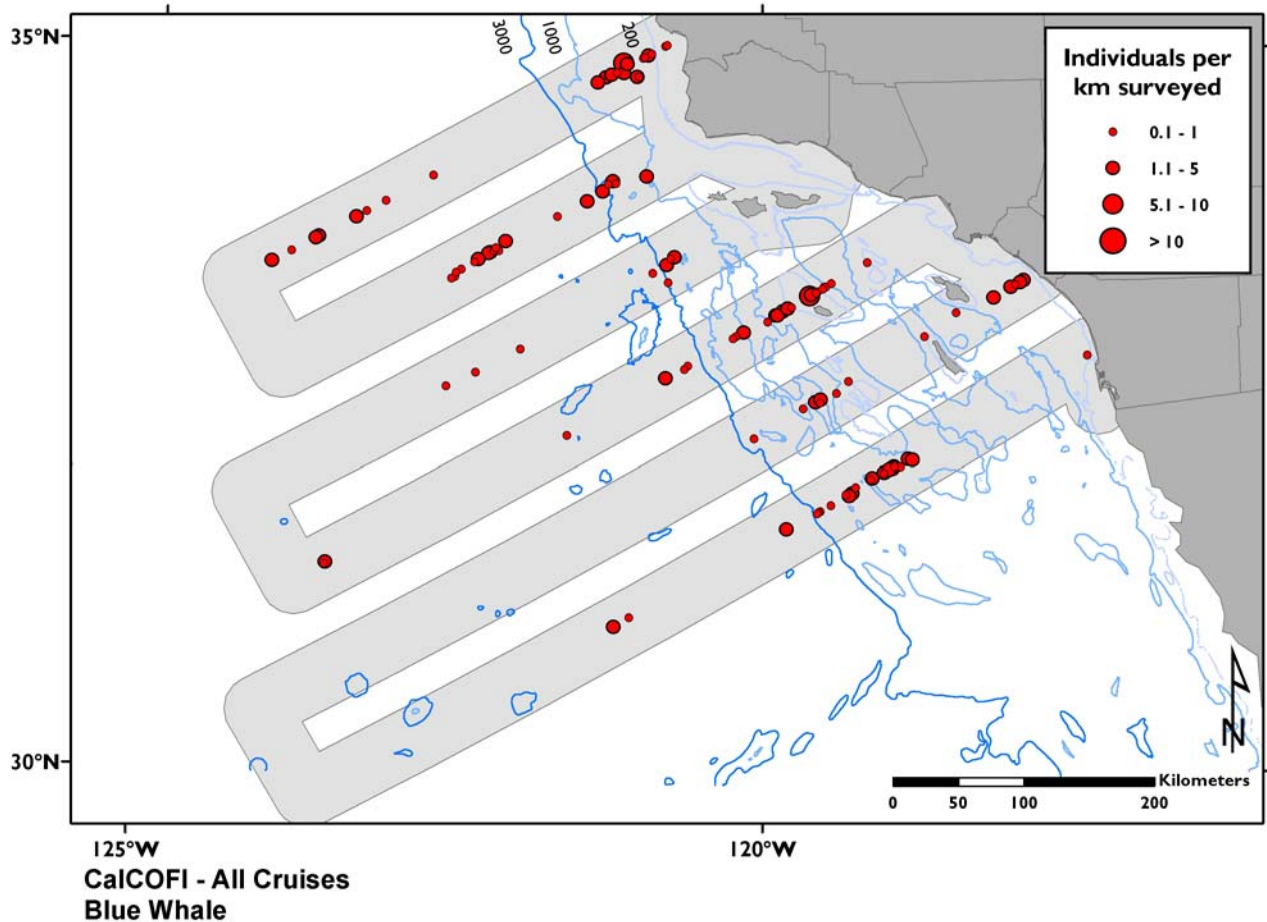 35°N
3000
1000
200
Individuals per
km surveyed
0.1 - 1
1.1 - 5
5.1 - 10
> 10
N
30°N
Kilometers
0 50 100 200
125°W
120°W
CalCOFI - All Cruises
Blue Whale